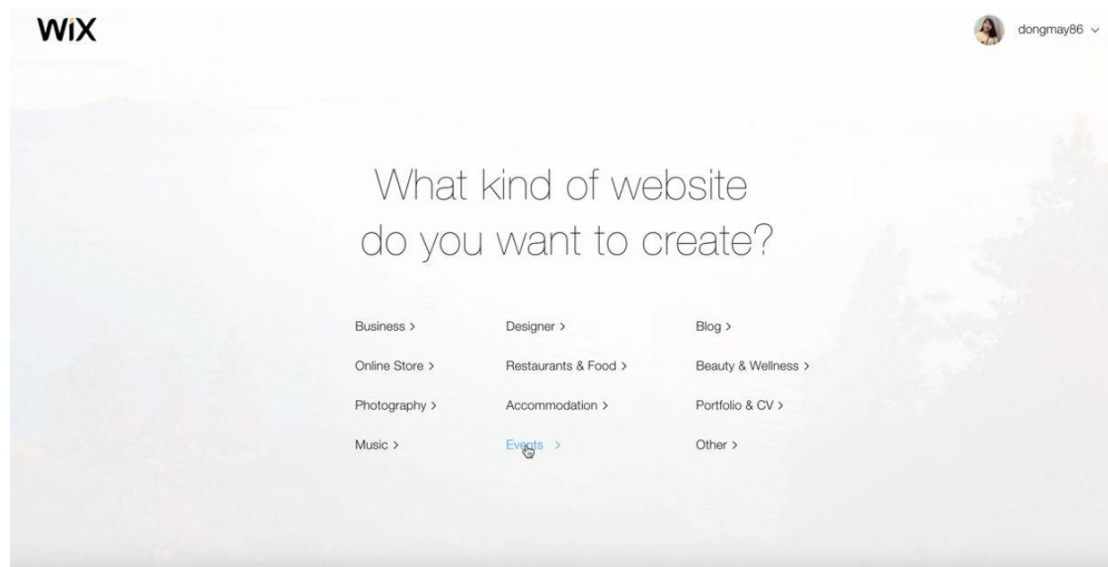 WiX
dongmay86
What kind of website
do you want to create?
Business >
Designer >
Blog >
Online Store >
Restaurants & Food >
Beauty & Wellness >
Photography >
Accommodation >
Portfolio & CV >
Music >
Events >
Other >